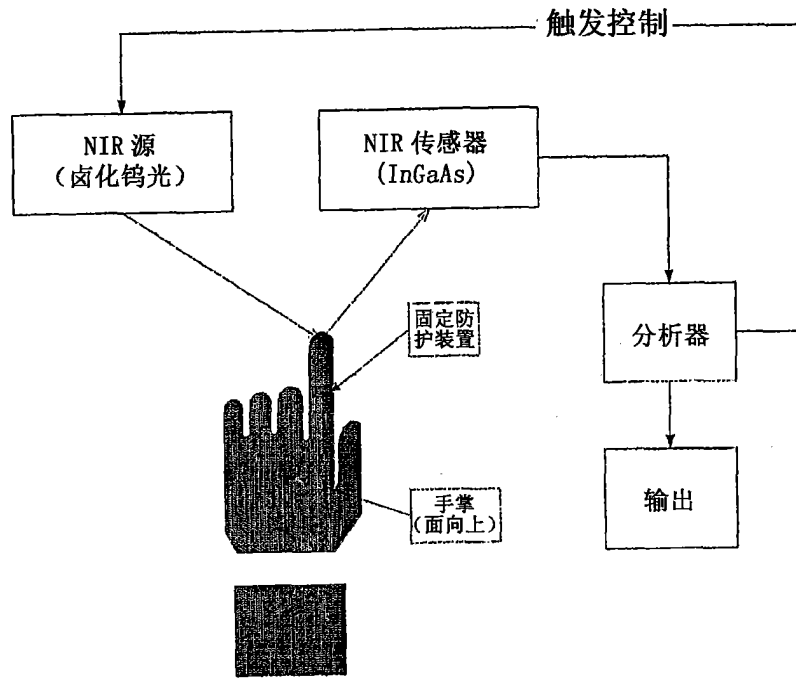 触发控制
NIR 源
(卤化钨光)
NIR 传感器
(InGaAs)
固定防
护装置
分析器
手掌
(面向上)
输出